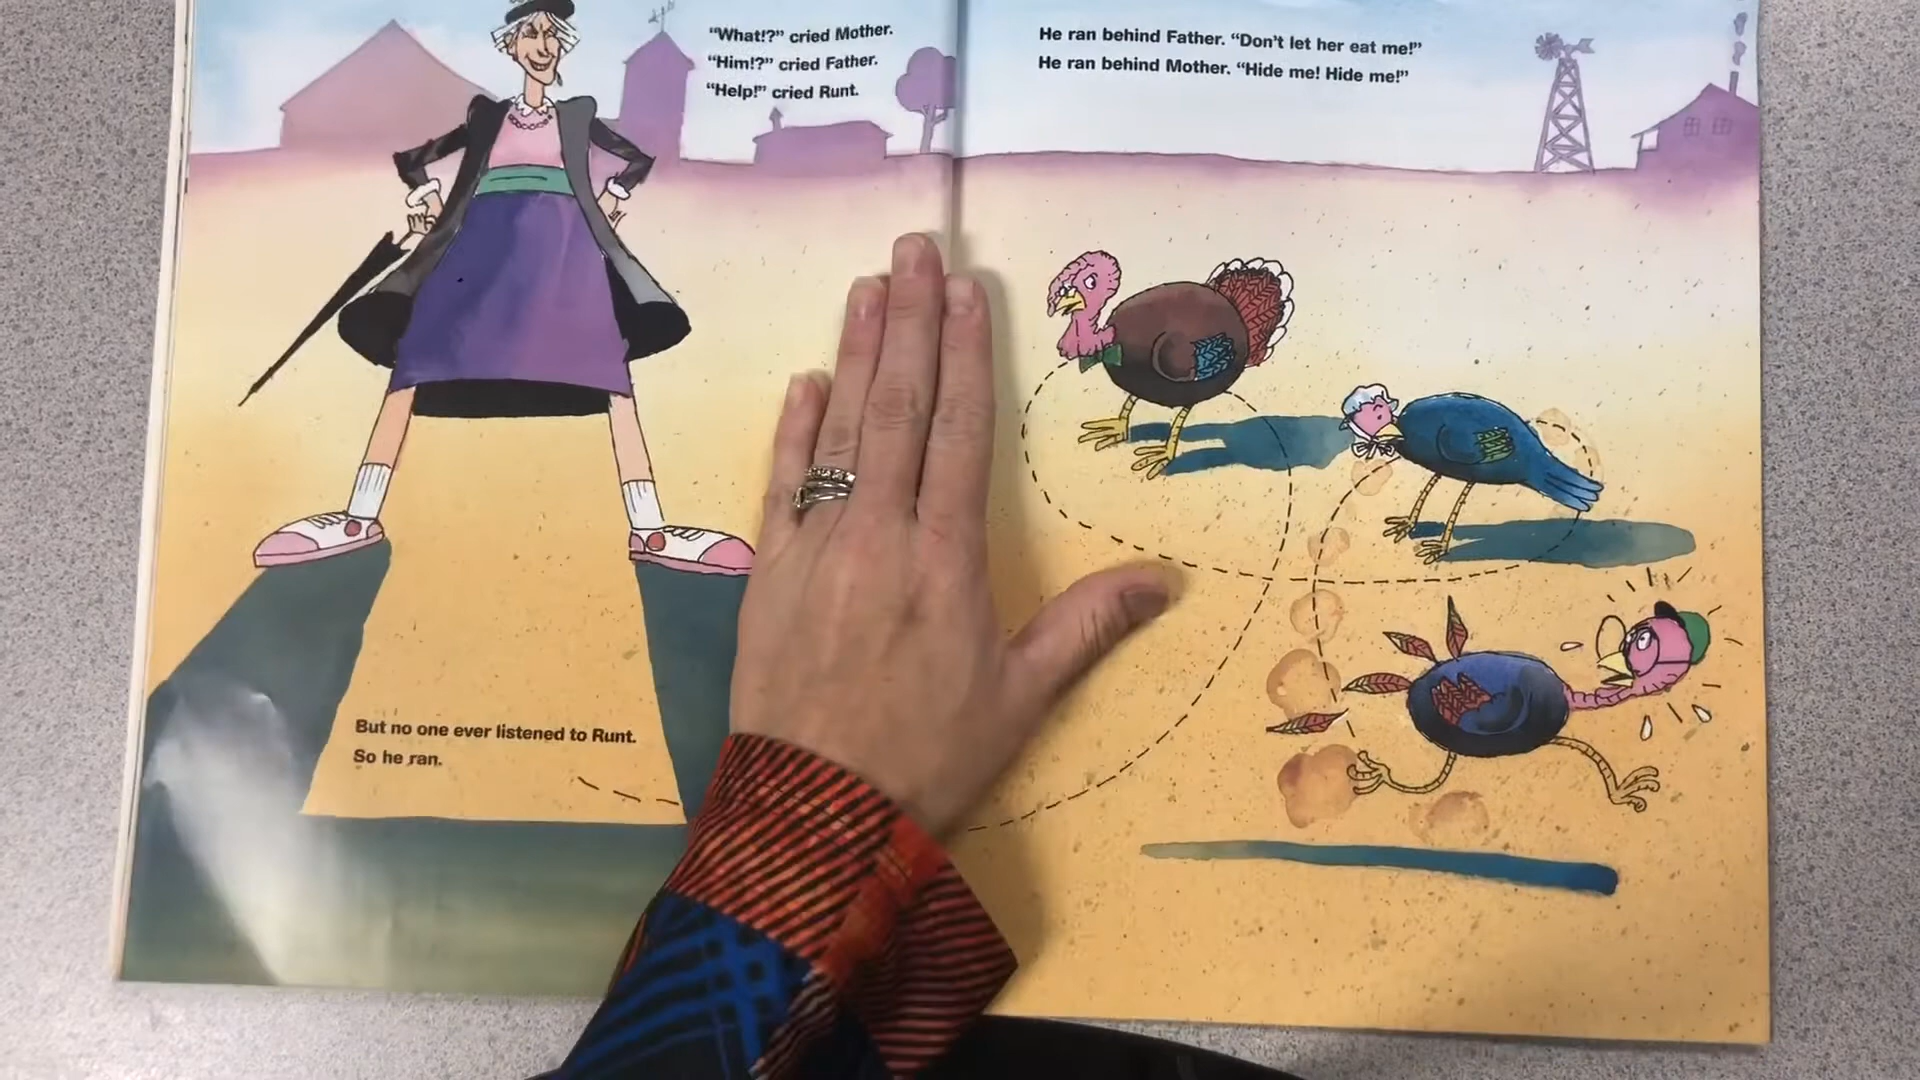 “What!?” cried Mother.
“Him!?” cried Father.
“Help!” cried Runt.
But no one ever listened to Runt.
So he ran.
He ran behind Father. “Don’t let her eat me!”
He ran behind Mother. “Hide me! Hide me!”